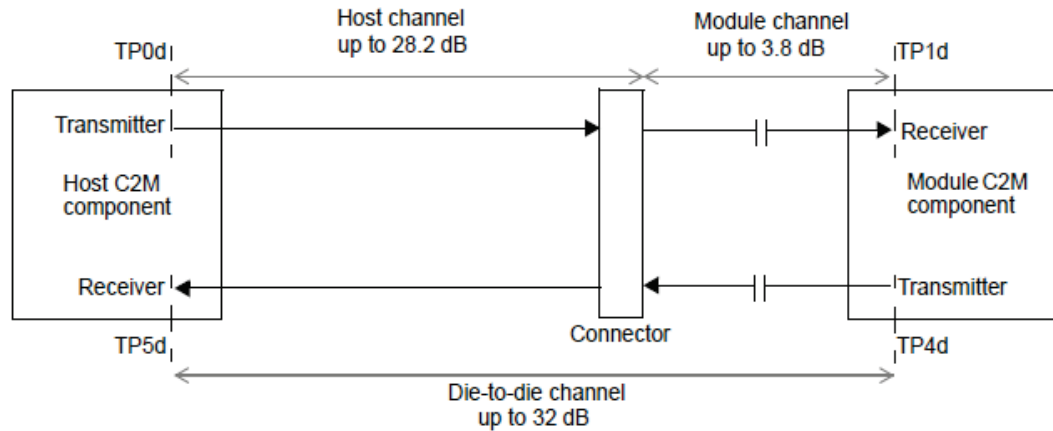 Host channel
up to 28.2 dB
Module channel
up to 3.8 dB
TP0d
TP1d
Transmitter
Receiver
Host C2M
component
Module C2M
component
Receiver
Transmitter
Connector
TP5d
TP4d
Die-to-die channel
up to 32 dB